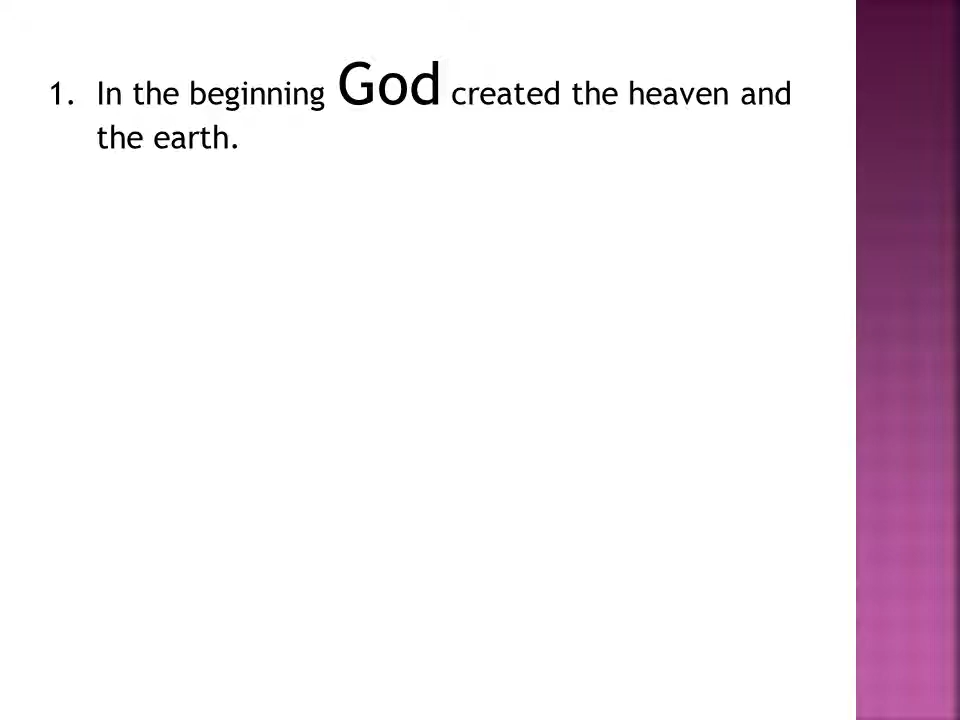 1. In the beginning God created the heaven and
the earth.